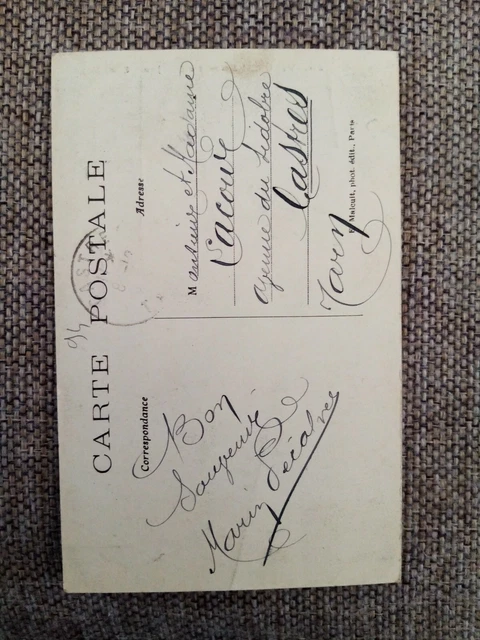 CARTE POSTALE
94
Correspondance
Bon
Souvenir
Marin
Adresse
Monsieur et Madame
Lacour
Avenue du Sidobre
Castres
Tarn
Malcuit, phot. édit., Paris